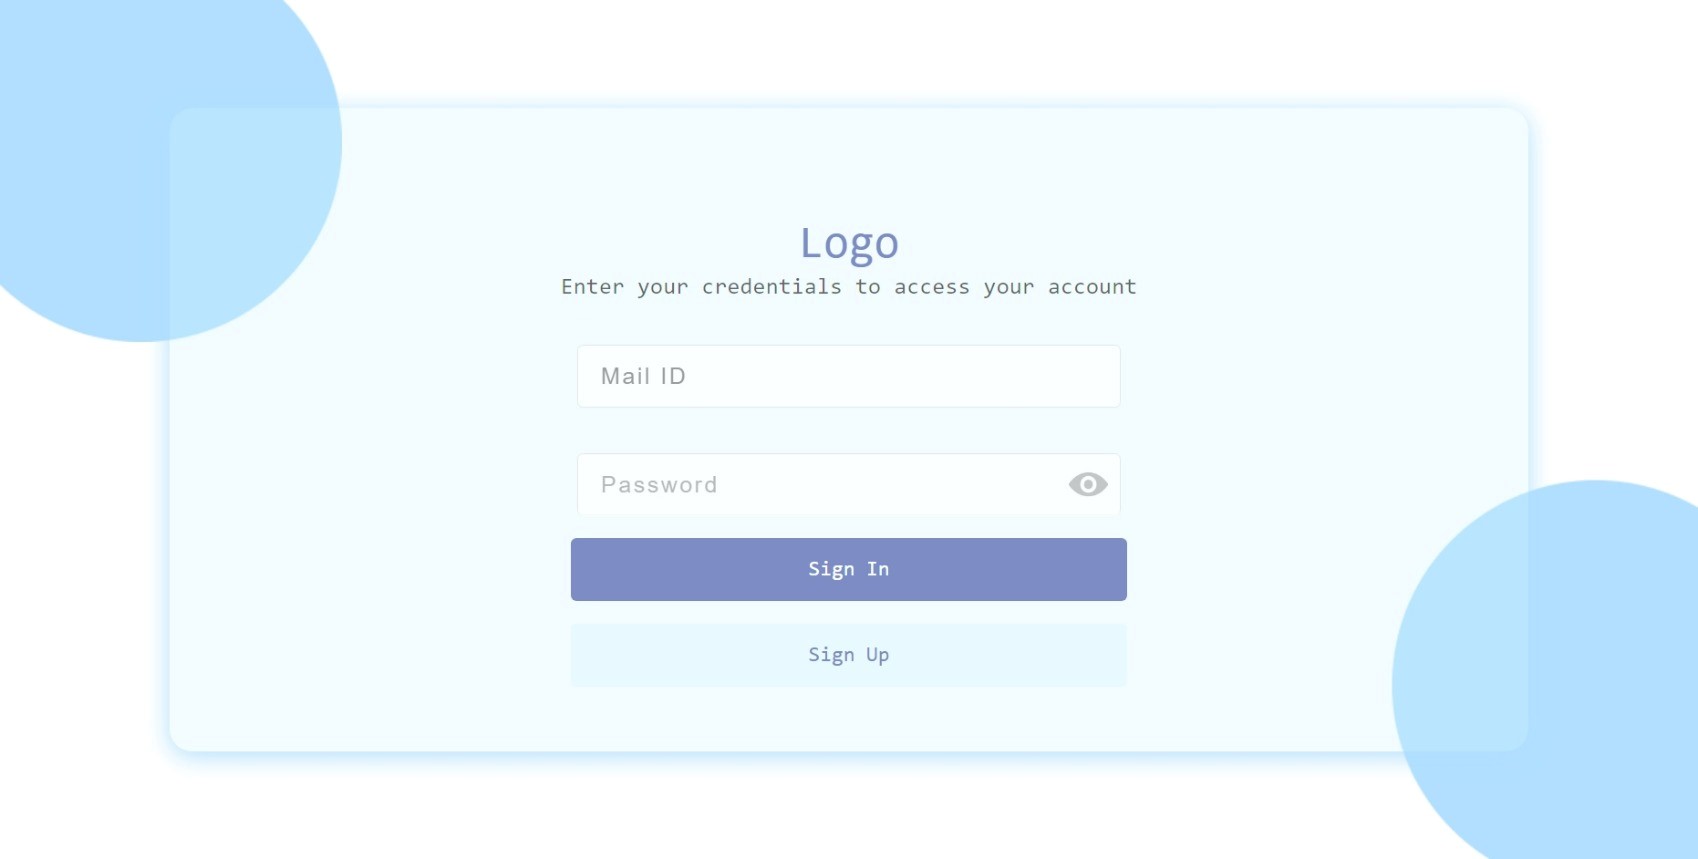 Logo
Enter your credentials to access your account
Mail ID
Password
Sign In
Sign Up